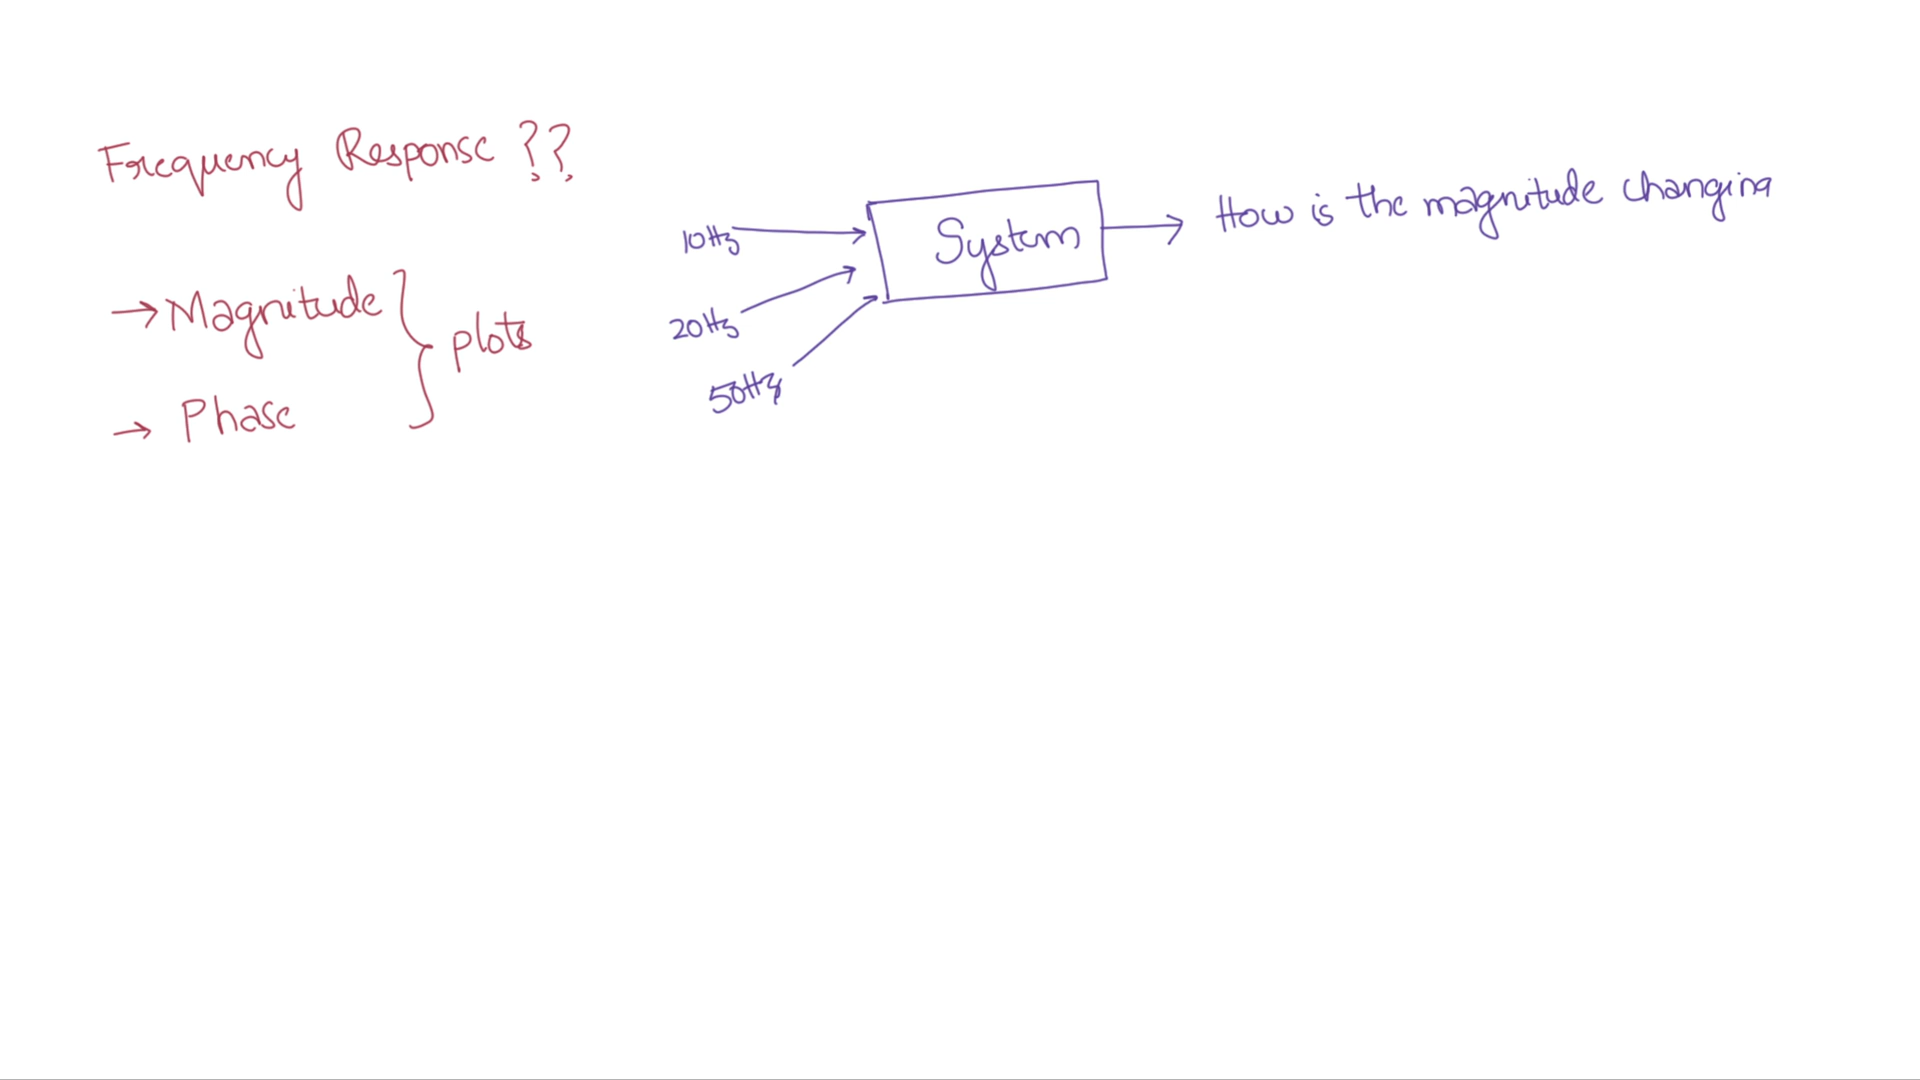 Frequency Response ??
→ Magnitude
→ Phase
} plots
10Hz
20Hz
50Hz
System
How is the magnitude changing